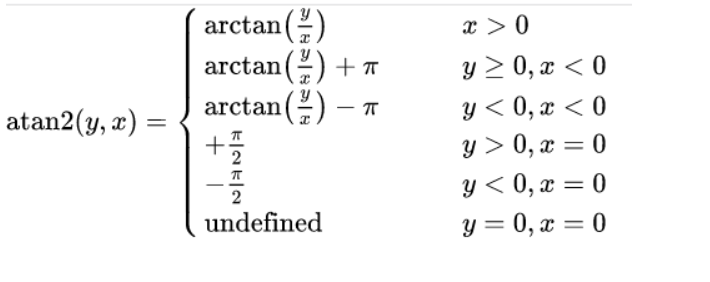 atan2(y, x) =
arctan(y/x)    x > 0
arctan(y/x) + π    y ≥ 0, x < 0
arctan(y/x) − π    y < 0, x < 0
+π/2    y > 0, x = 0
−π/2    y < 0, x = 0
undefined    y = 0, x = 0